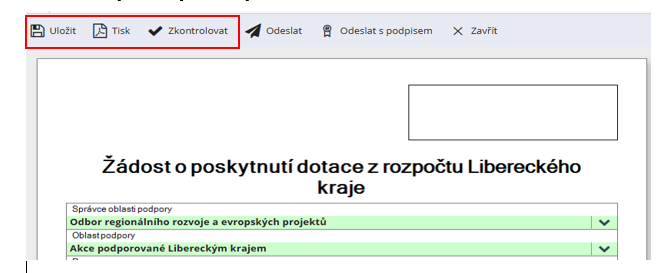 Uložit Tisk Zkontrolovat Odeslat Odeslat s podpisem Zavřít
Žádost o poskytnutí dotace z rozpočtu Libereckého
kraje
Správce oblasti podpory
Odbor regionálního rozvoje a evropských projektů
Oblast podpory
Akce podporované Libereckým krajem